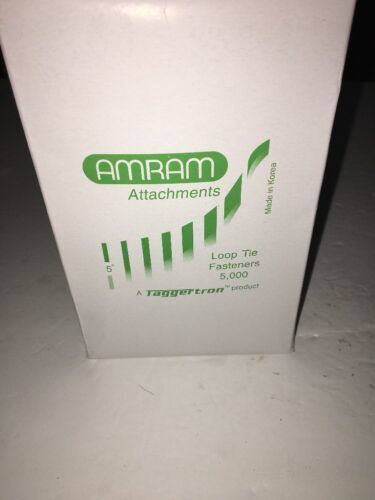 AMRAM
Attachments
Made in Korea
5"
Loop Tie
Fasteners
5,000
A Taggertron™ product